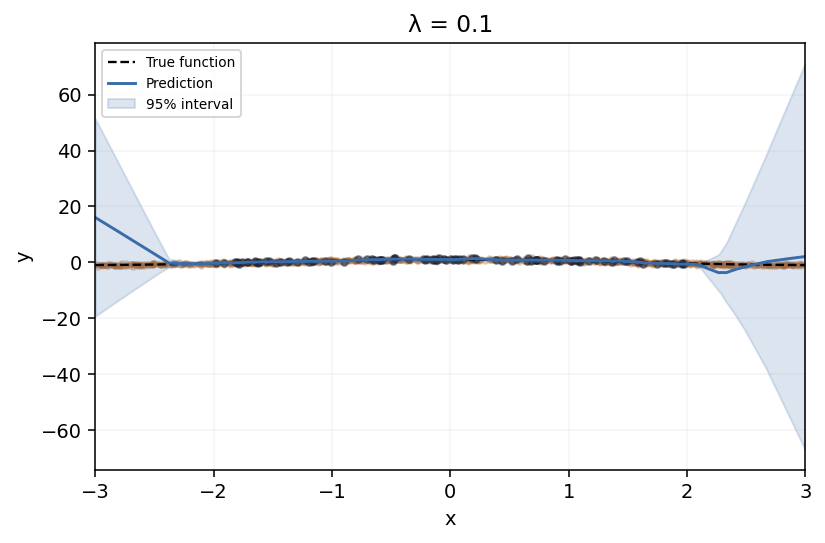 λ = 0.1
True function
Prediction
95% interval
60
40
20
0
−20
−40
−60
y
−3
−2
−1
0
1
2
3
x